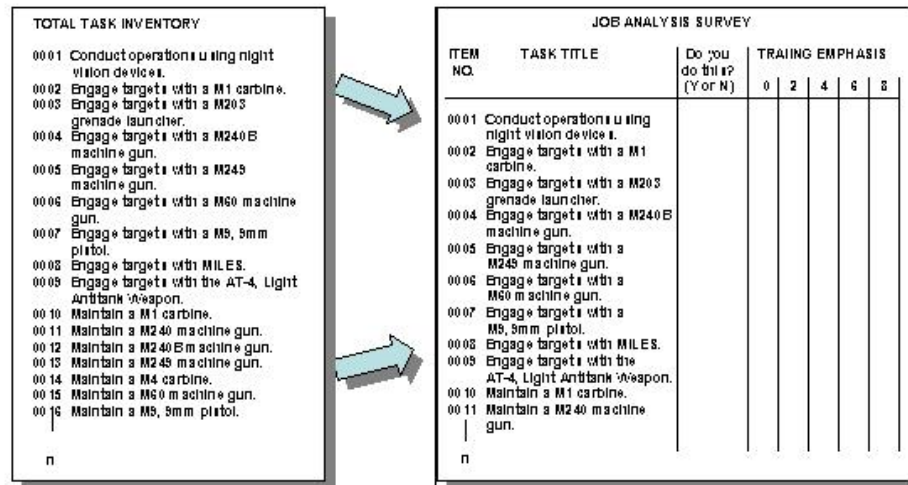 TOTAL TASK INVENTORY
0001 Conduct operations using night
vision devices.
0002 Engage targets with a M1 carbine.
0003 Engage targets with a M203
grenade launcher.
0004 Engage targets with a M240B
machine gun.
0005 Engage targets with a M249
machine gun.
0006 Engage targets with a M60 machine
gun.
0007 Engage targets with a M9, 9mm
pistol.
0008 Engage targets with MILES.
0009 Engage targets with the AT-4, Light
Antitank Weapon.
0010 Maintain a M1 carbine.
0011 Maintain a M240 machine gun.
0012 Maintain a M240B machine gun.
0013 Maintain a M249 machine gun.
0014 Maintain a M4 carbine.
0015 Maintain a M60 machine gun.
0016 Maintain a M9, 9mm pistol.
n
JOB ANALYSIS SURVEY
ITEM NO.
TASK TITLE
Do you
do this?
(Y or N)
TRAIING EMPHASIS
0 2 4 6 8
0001 Conduct operations using
night vision devices.
0002 Engage targets with a M1
carbine.
0003 Engage targets with a M203
grenade launcher.
0004 Engage targets with a M240B
machine gun.
0005 Engage targets with a
M249 machine gun.
0006 Engage targets with a
M60 machine gun.
0007 Engage targets with a
M9, 9mm pistol.
0008 Engage targets with MILES.
0009 Engage targets with the
AT-4, Light Antitank Weapon.
0010 Maintain a M1 carbine.
0011 Maintain a M240 machine
gun.
n